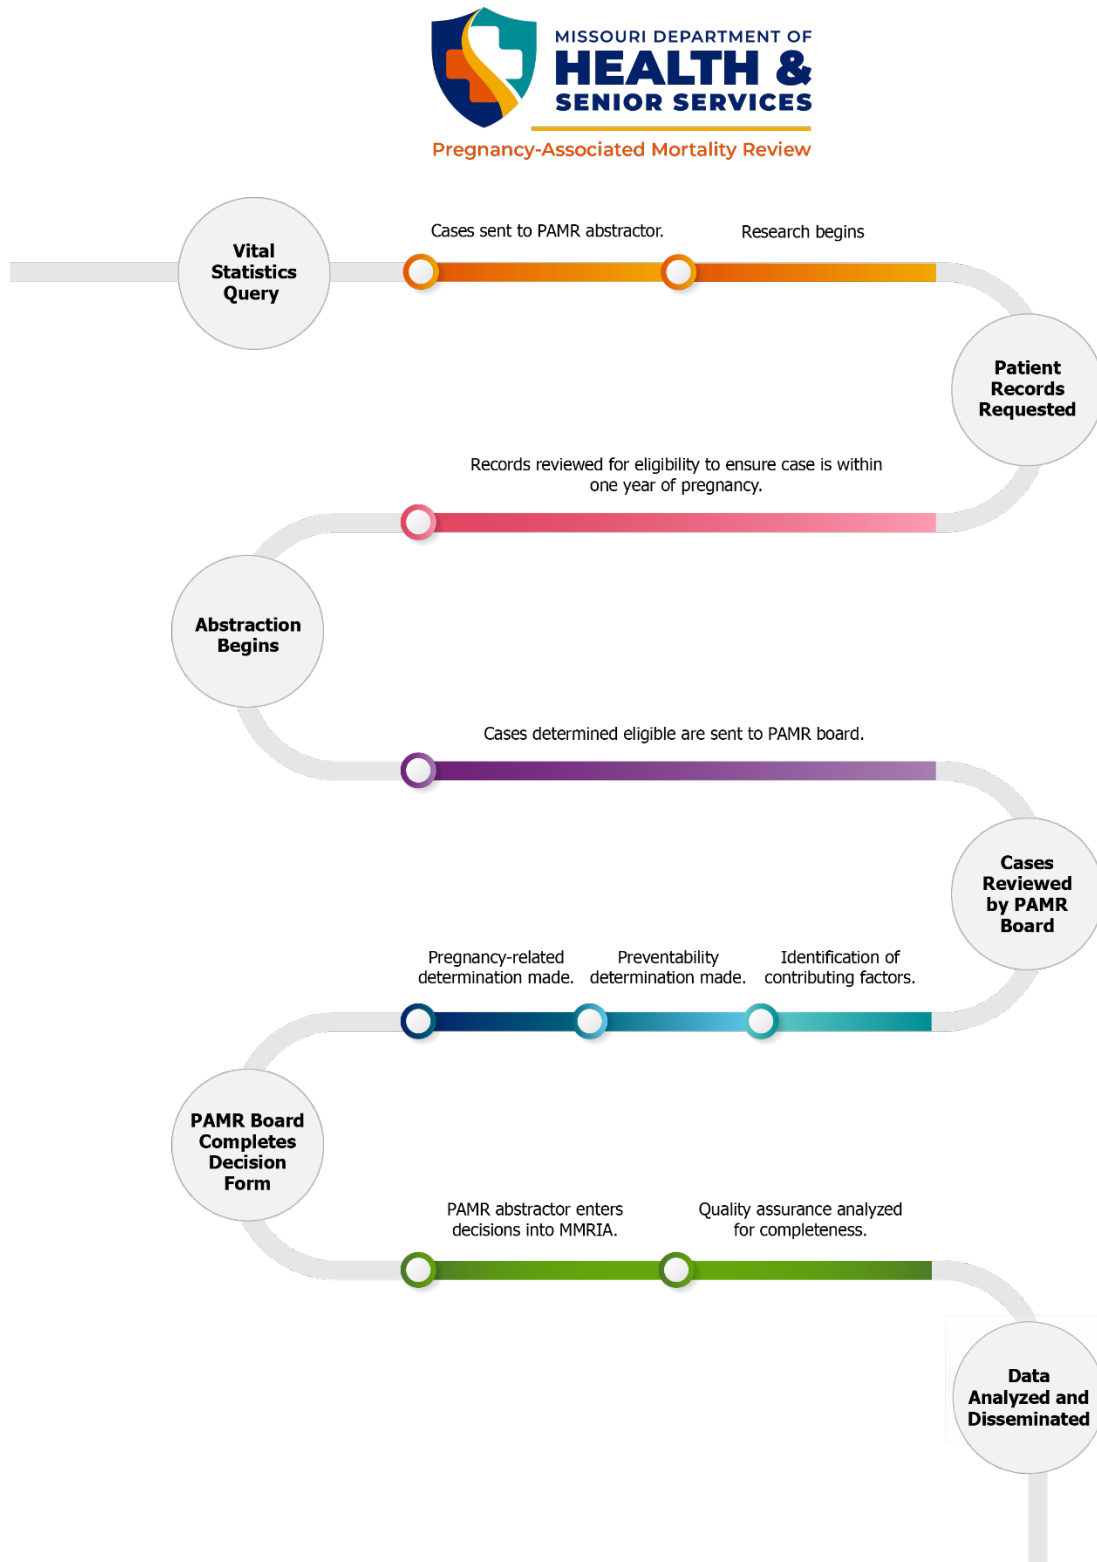 MISSOURI DEPARTMENT OF
HEALTH &
SENIOR SERVICES
Pregnancy-Associated Mortality Review
Vital
Statistics
Query
Cases sent to PAMR abstractor.
Research begins
Patient
Records
Requested
Records reviewed for eligibility to ensure case is within
one year of pregnancy.
Abstraction
Begins
Cases determined eligible are sent to PAMR board.
Cases
Reviewed
by PAMR
Board
Identification of
contributing factors.
Preventability
determination made.
Pregnancy-related
determination made.
PAMR Board
Completes
Decision
Form
PAMR abstractor enters
decisions into MMRIA.
Quality assurance analyzed
for completeness.
Data
Analyzed and
Disseminated